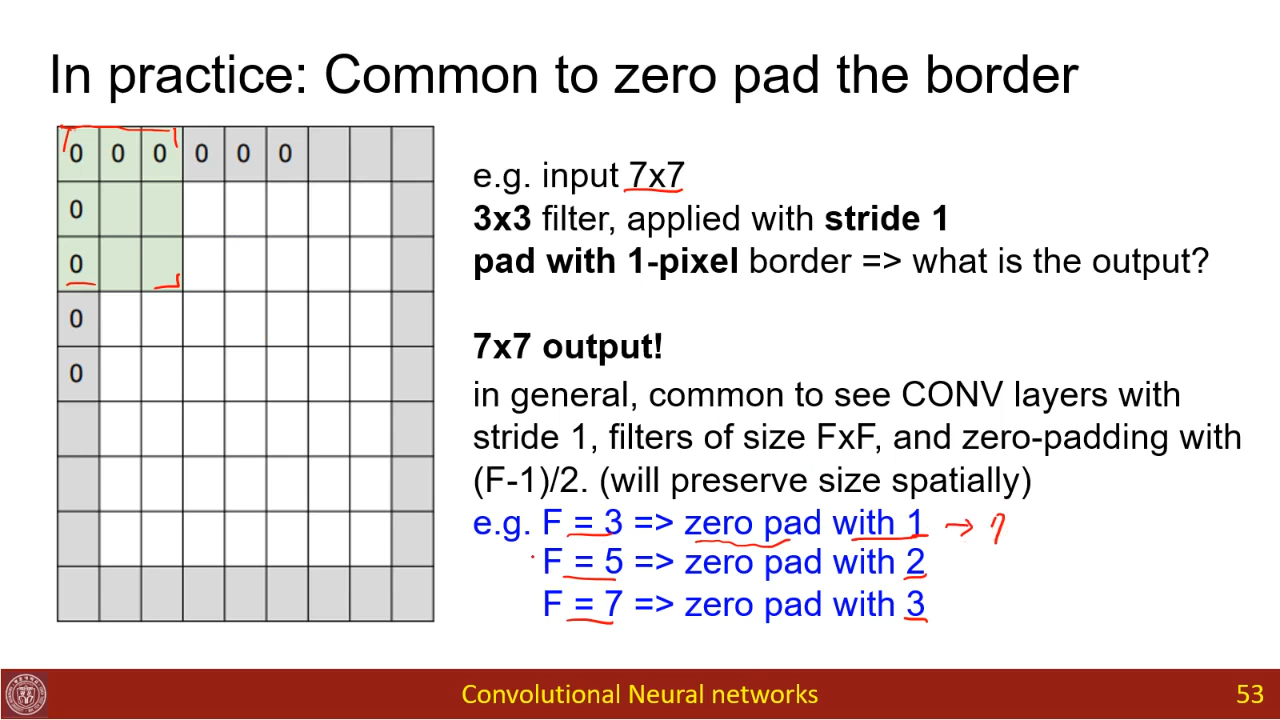 In practice: Common to zero pad the border
0 0 0 0 0 0
0
0
0
0
e.g. input 7x7
3x3 filter, applied with stride 1
pad with 1-pixel border => what is the output?
7x7 output!
in general, common to see CONV layers with
stride 1, filters of size FxF, and zero-padding with
(F-1)/2. (will preserve size spatially)
e.g. F = 3 => zero pad with 1 → 7
F = 5 => zero pad with 2
F = 7 => zero pad with 3
Convolutional Neural networks
53